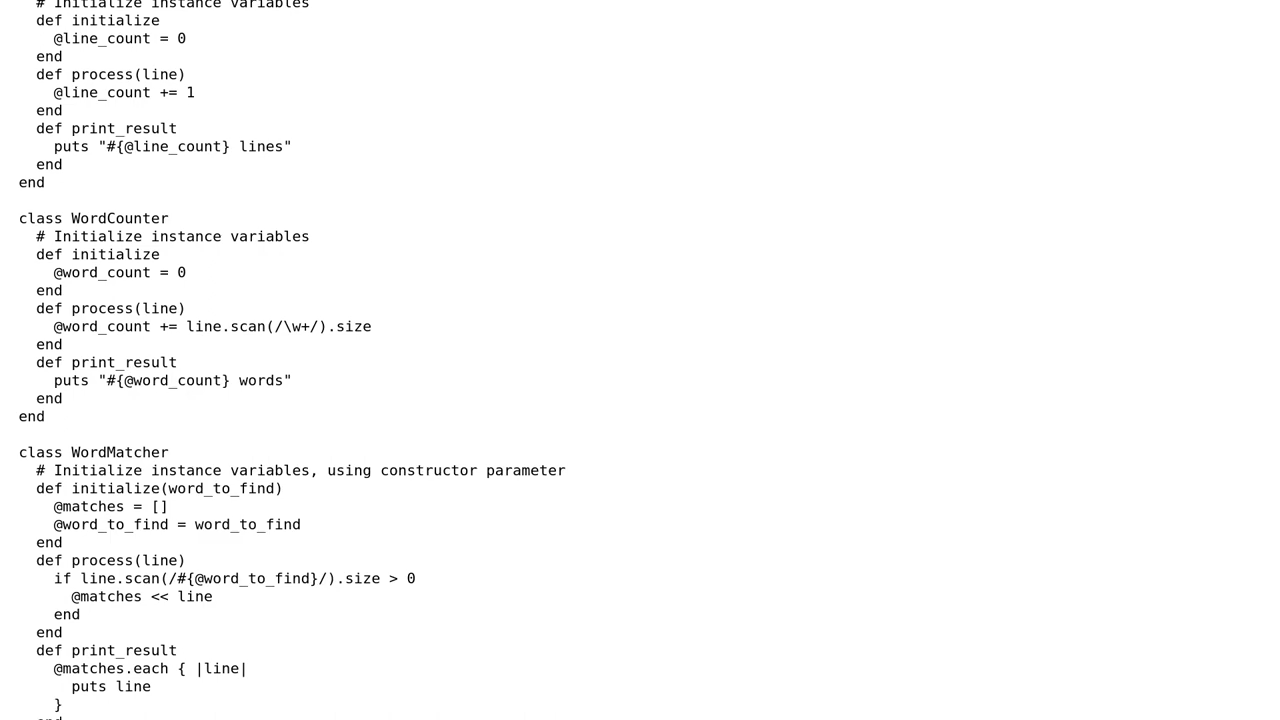 # Initialize instance variables
  def initialize
    @line_count = 0
  end
  def process(line)
    @line_count += 1
  end
  def print_result
    puts "#{@line_count} lines"
  end
end

class WordCounter
  # Initialize instance variables
  def initialize
    @word_count = 0
  end
  def process(line)
    @word_count += line.scan(/\w+/).size
  end
  def print_result
    puts "#{@word_count} words"
  end
end

class WordMatcher
  # Initialize instance variables, using constructor parameter
  def initialize(word_to_find)
    @matches = []
    @word_to_find = word_to_find
  end
  def process(line)
    if line.scan(/#{@word_to_find}/).size > 0
      @matches << line
    end
  end
  def print_result
    @matches.each { |line|
      puts line
    }
  end